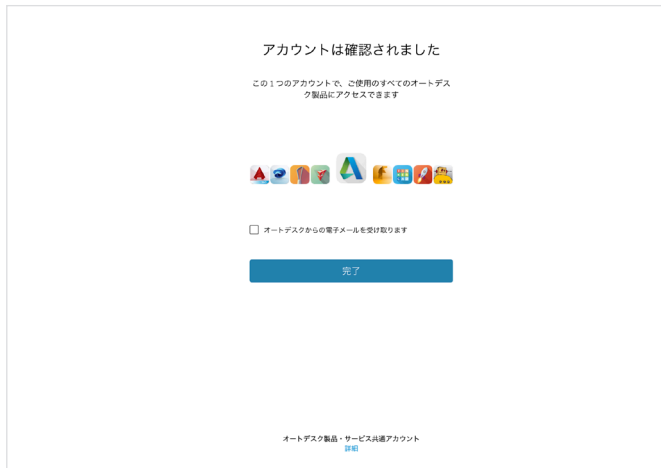 アカウントは確認されました
この 1 つのアカウントで、ご使用のすべてのオートデス
ク製品にアクセスできます
オートデスクからの電子メールを受け取ります
完了
オートデスク製品・サービス共通アカウント
詳細